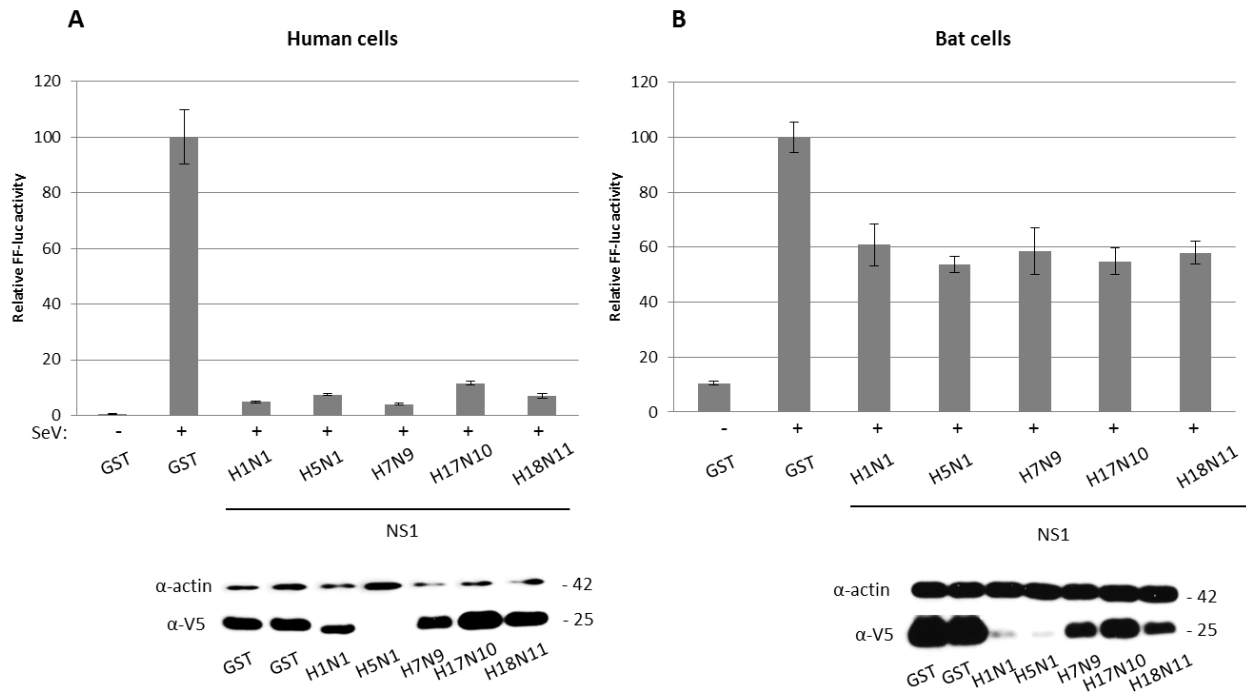 A
Human cells
120
100
80
60
40
20
0
Relative FF-luc activity
SeV: - + + + + + +
GST GST H1N1 H5N1 H7N9 H17N10 H18N11
NS1
α-actin - 42
α-V5 - 25
GST GST H1N1 H5N1 H7N9 H17N10 H18N11
B
Bat cells
120
100
80
60
40
20
0
Relative FF-luc activity
- + + + + + +
GST GST H1N1 H5N1 H7N9 H17N10 H18N11
NS1
α-actin - 42
α-V5 - 25
GST GST H1N1 H5N1 H7N9 H17N10 H18N11